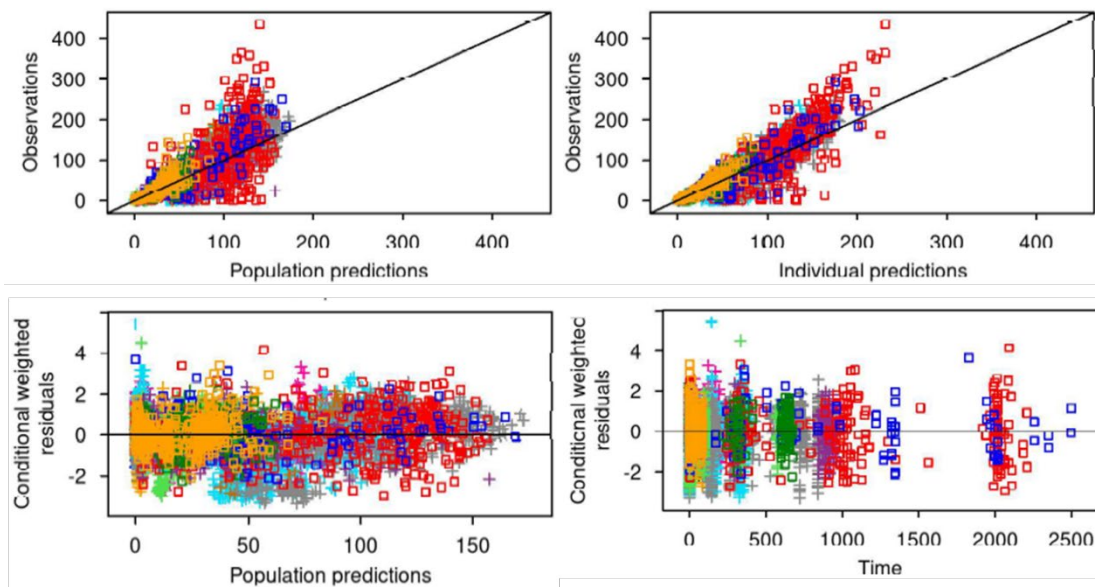 Observations
400
300
200
100
0
0 100 200 300 400
Population predictions
Observations
400
300
200
100
0
0 100 200 300 400
Individual predictions
Conditional weighted
residuals
4
2
0
-2
0 50 100 150
Population predictions
Conditional weighted
residuals
4
2
0
-2
0 500 1000 1500 2000 2500
Time